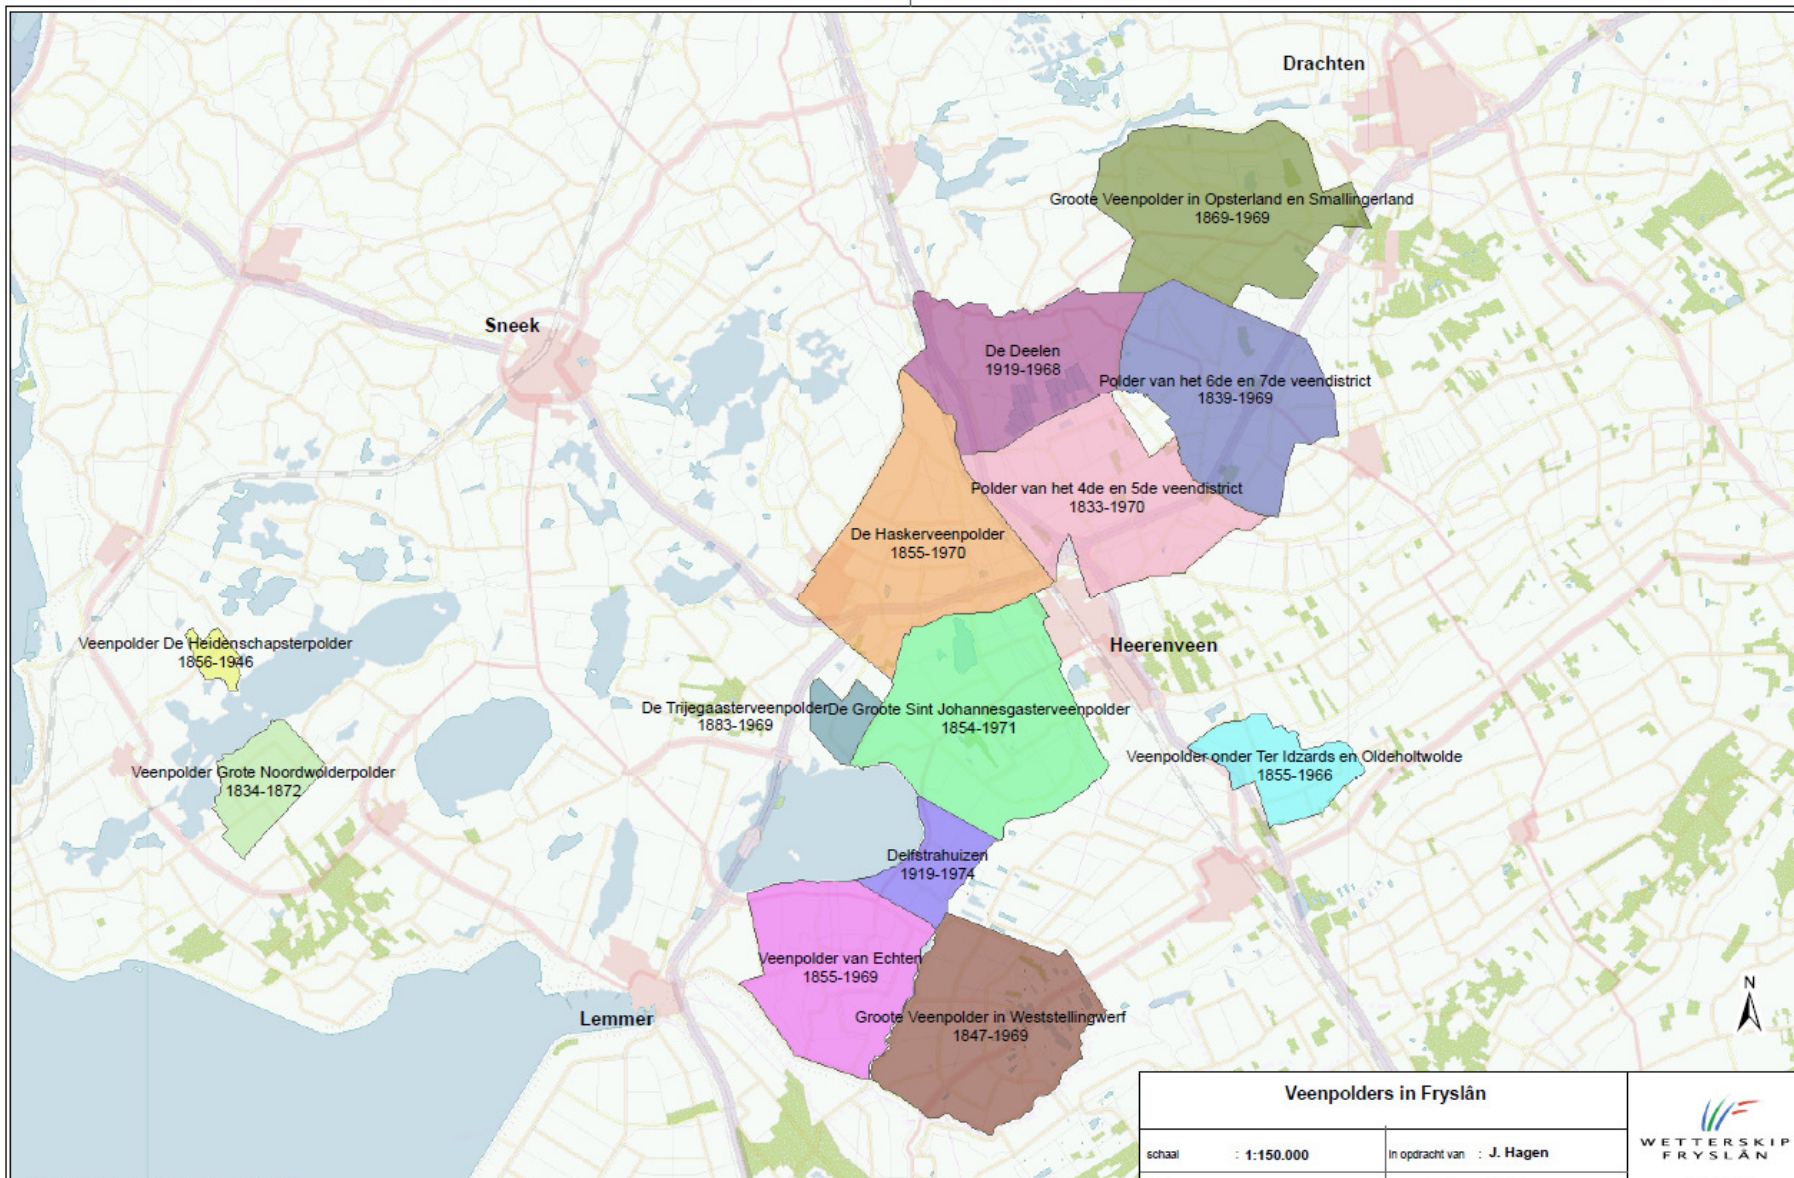 Drachten
Groote Veenpolder in Opsterland en Smallingerland
1869-1969
Sneek
De Deelen
1919-1968
Polder van het 6de en 7de veendistrict
1839-1969
Polder van het 4de en 5de veendistrict
1833-1970
De Haskerveenpolder
1855-1970
Veenpolder De Heidenschapsterpolder
1856-1946
Heerenveen
De Trijegaasterveenpolder
1883-1969
De Groote Sint Johannesgasterveenpolder
1854-1971
Veenpolder onder Ter Idzards en Oldeholtwolde
1855-1966
Veenpolder Grote Noordwolderpolder
1834-1872
Delfstrahuizen
1919-1974
Veenpolder van Echten
1855-1969
Groote Veenpolder in Weststellingwerf
1847-1969
Lemmer
N
Veenpolders in Fryslân
schaal : 1:150.000
In opdracht van : J. Hagen
WETTERSKIP
FRYSLÂN